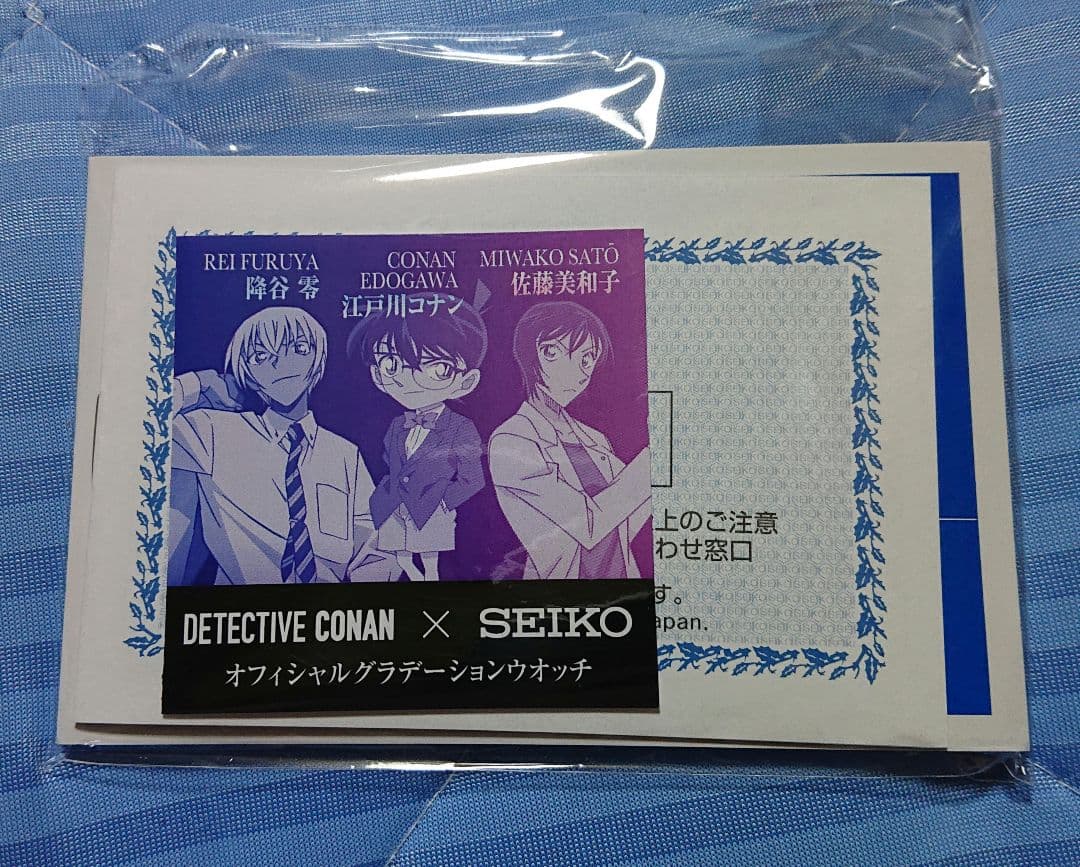 REI FURUYA
降谷 零
CONAN
EDOGAWA
江戸川コナン
MIWAKO SATŌ
佐藤美和子
上のご注意
わせ窓口
す。
apan.
DETECTIVE CONAN × SEIKO
オフィシャルグラデーションウオッチ